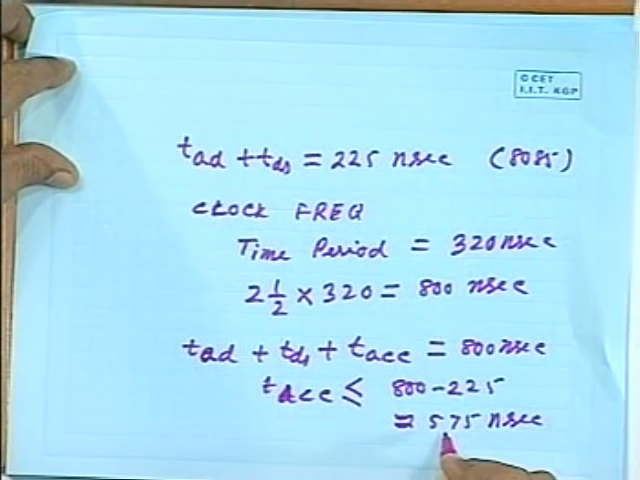 © CET
I.I.T. KGP
tad + tds = 225 nsec (8085)
CLOCK FREQ
Time Period = 320 nsec
2 1/2 × 320 = 800 nsec
tad + tds + tacc = 800 nsec
tAcc ≤ 800 - 225
= 575 nsec